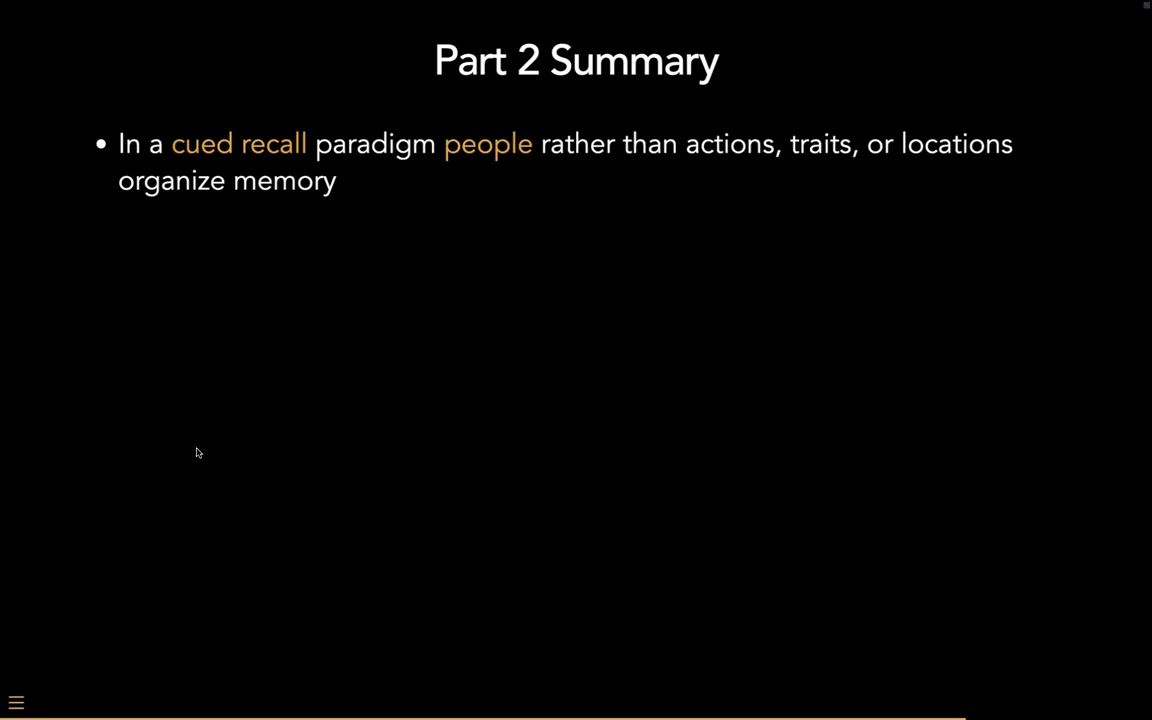 Part 2 Summary
• In a cued recall paradigm people rather than actions, traits, or locations
organize memory